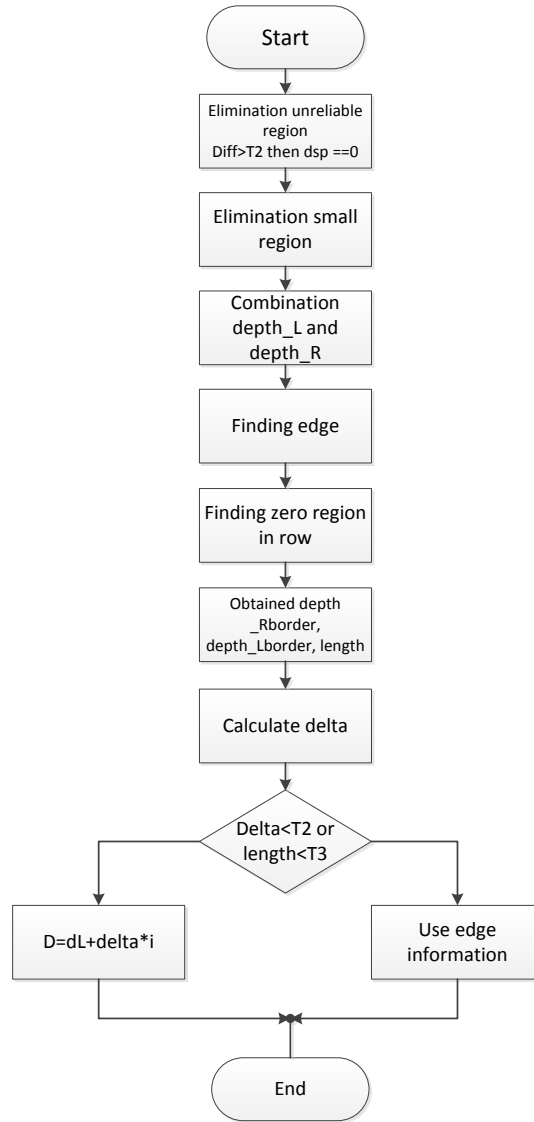 Start
Elimination unreliable
region
Diff>T2 then dsp ==0
Elimination small
region
Combination
depth_L and
depth_R
Finding edge
Finding zero region
in row
Obtained depth
_Rborder,
depth_Lborder, length
Calculate delta
Delta<T2 or
length<T3
D=dL+delta*i
Use edge
information
End